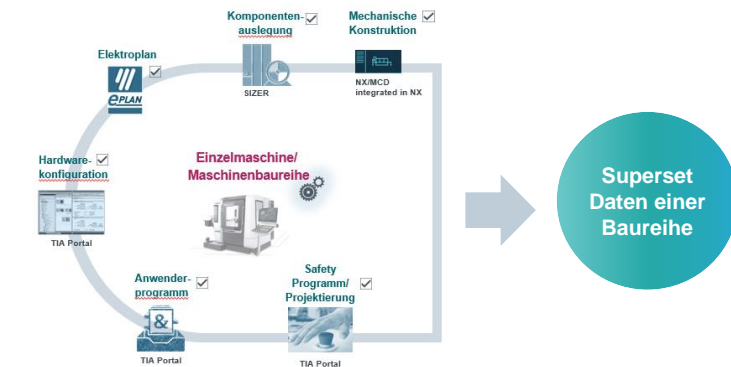 Komponenten-
auslegung
SIZER
Mechanische
Konstruktion
NX/MCD
integrated in NX
Elektroplan
ePLAN
Hardware-
konfiguration
TIA Portal
Einzelmaschine/
Maschinenbaureihe
Anwender-
programm
&
TIA Portal
Safety
Programm/
Projektierung
TIA Portal
Superset
Daten einer
Baureihe